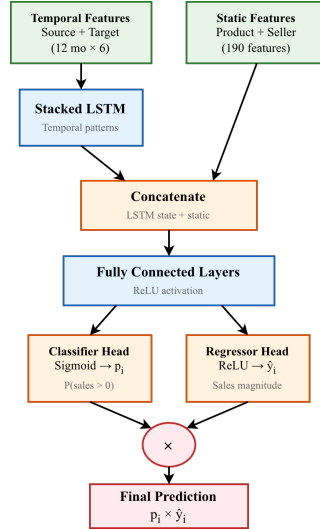 Temporal Features
Source + Target
(12 mo × 6)
Static Features
Product + Seller
(190 features)
Stacked LSTM
Temporal patterns
Concatenate
LSTM state + static
Fully Connected Layers
ReLU activation
Classifier Head
Sigmoid → pᵢ
P(sales > 0)
Regressor Head
ReLU → ŷᵢ
Sales magnitude
×
Final Prediction
pᵢ × ŷᵢ